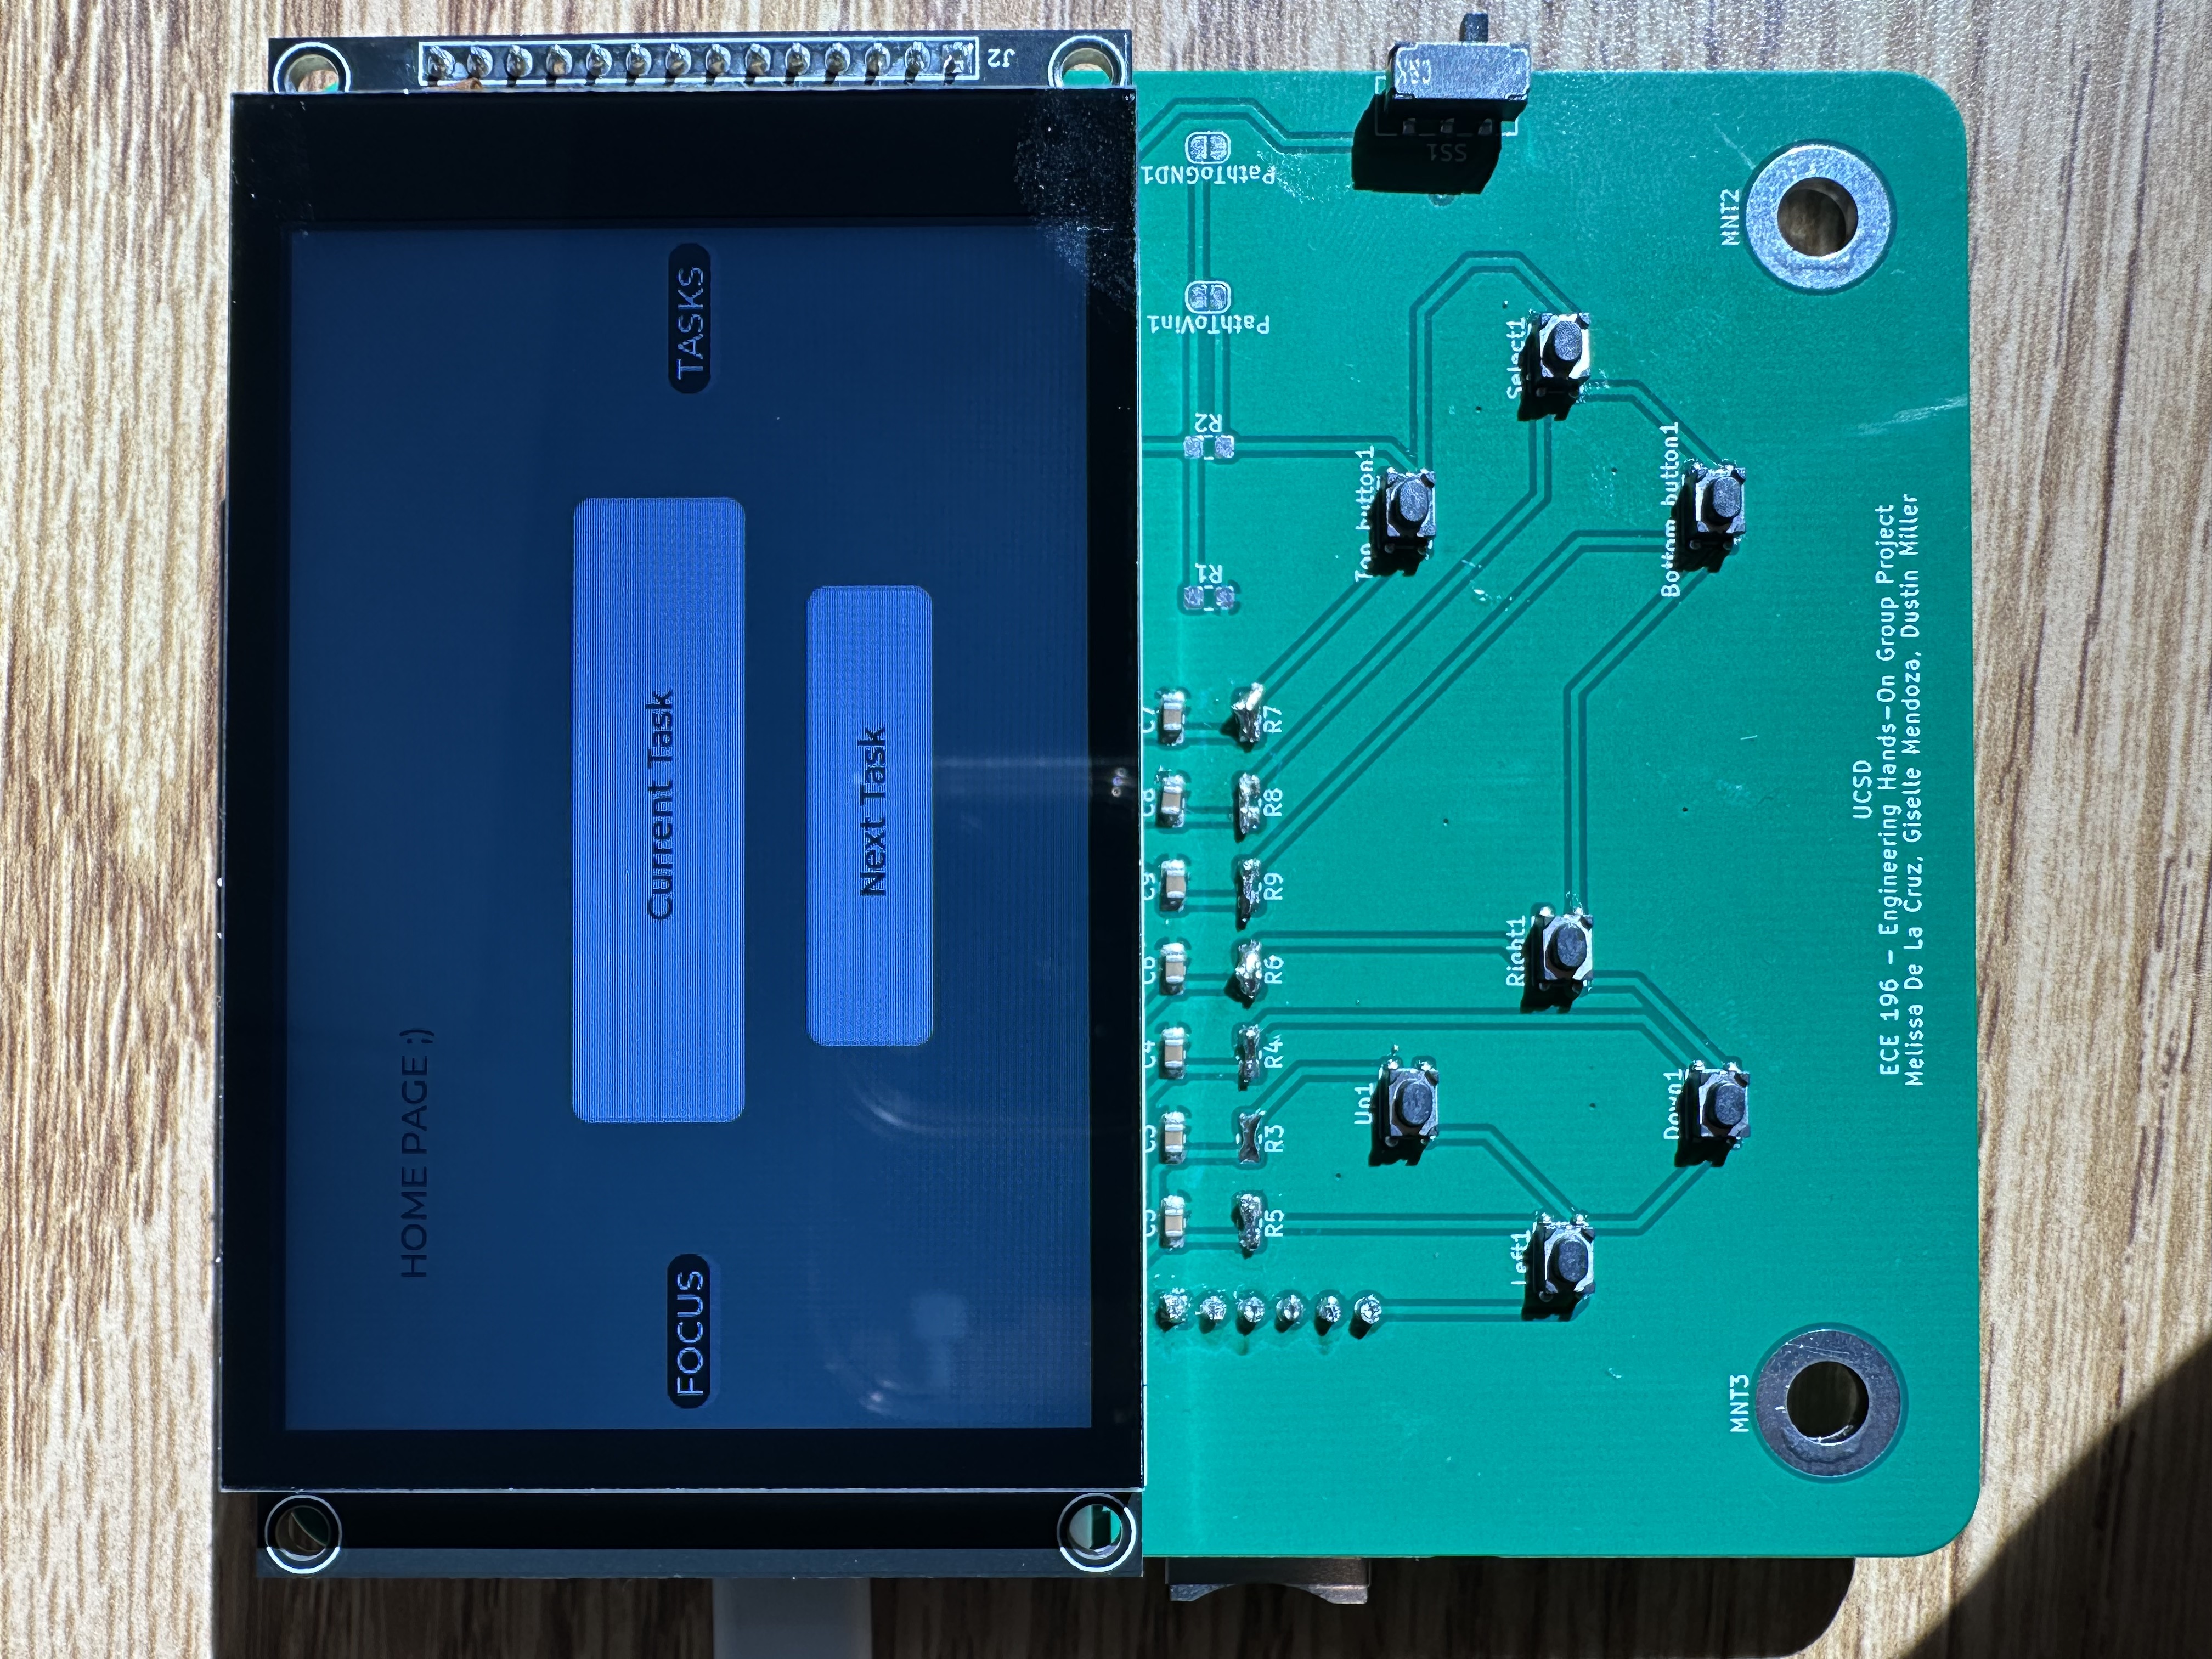 HOME PAGE ;)
Current Task
FOCUS
TASKS
Next Task
J2
C4
C6
C9
C8
C7
R1
R2
PathToVin1
PathToGND1
R5
R3
R4
R6
R9
R8
R7
Up1
Top button1
SS1
Left1
Right1
Select1
Down1
Bottom button1
MNT3
MNT2
UCSD
ECE 196 - Engineering Hands-On Group Project
Melissa De La Cruz, Giselle Mendoza, Dustin Miller